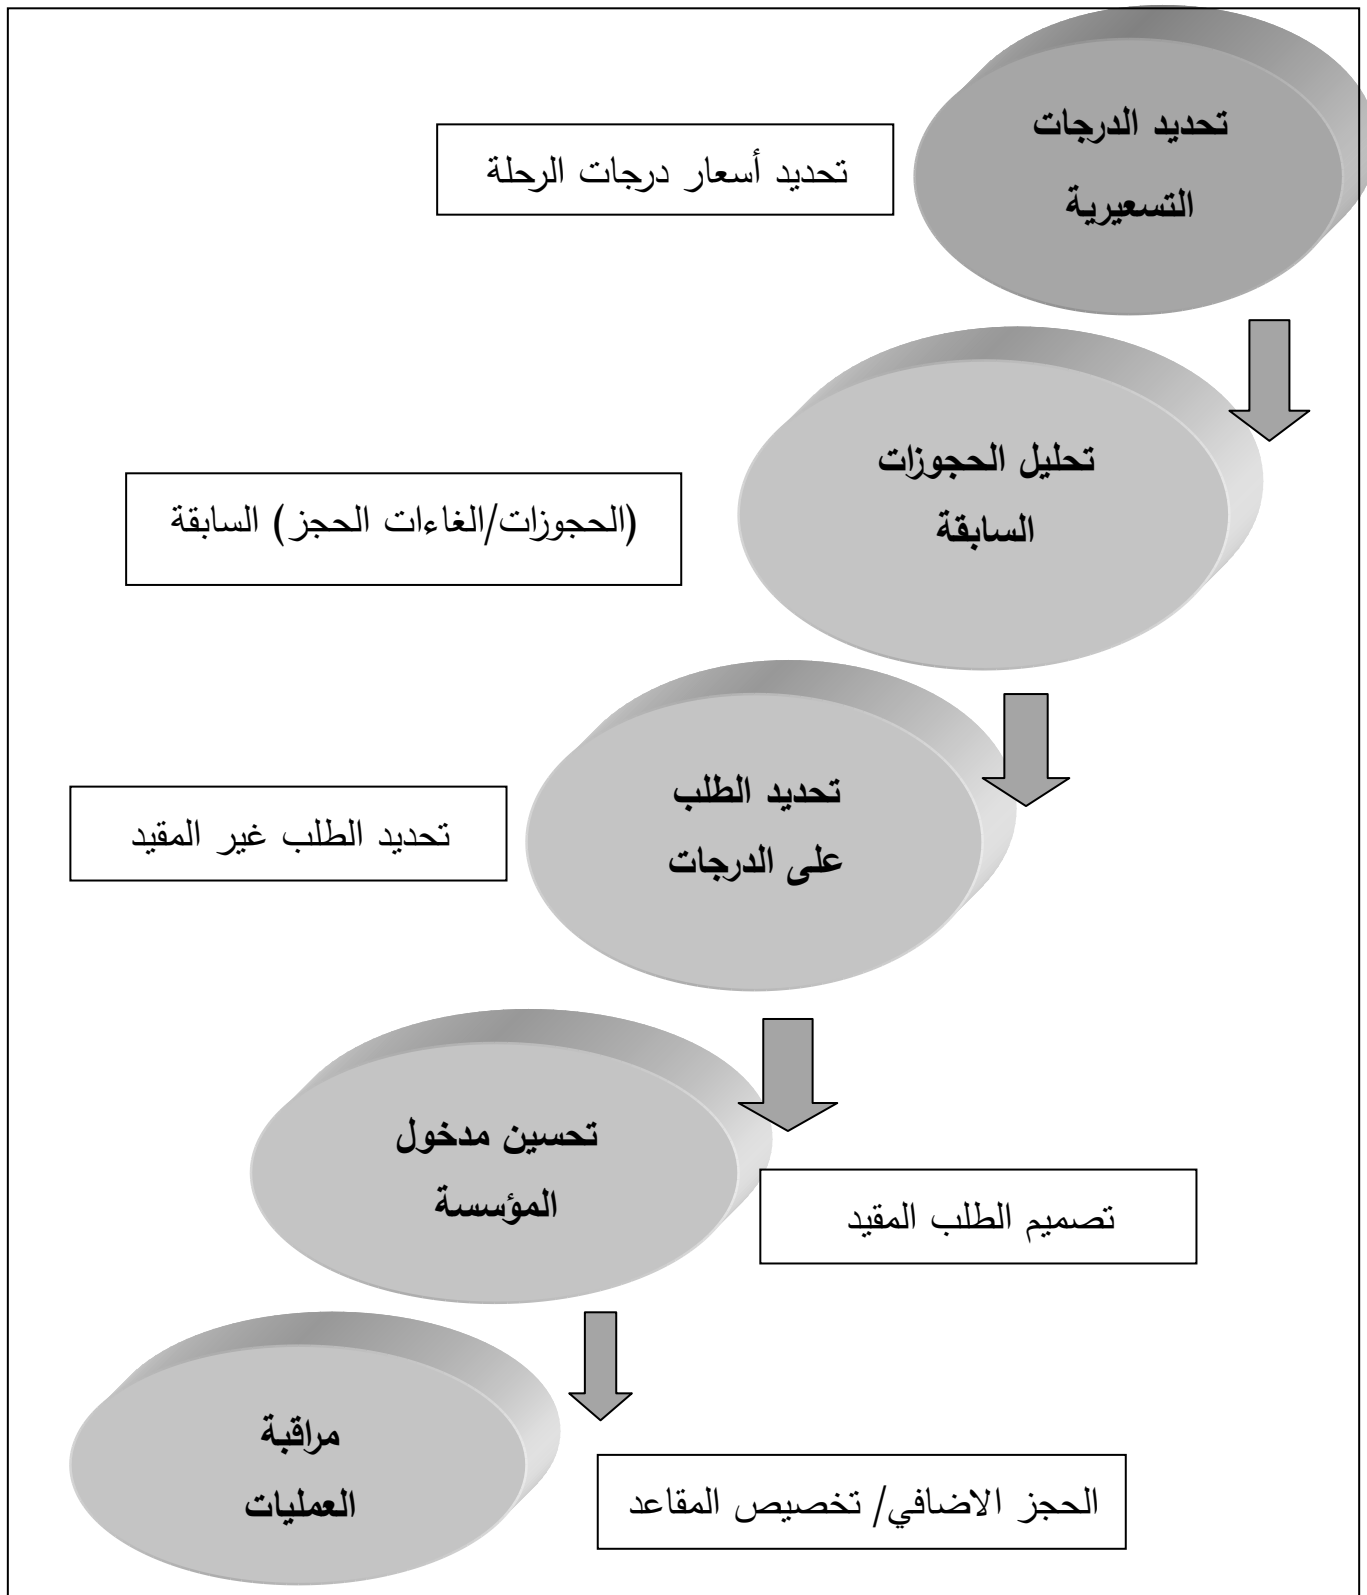 تحديد الدرجات
التسعيرية
تحديد أسعار درجات الرحلة
تحليل الحجوزات
السابقة
(الحجوزات/الغاءات الحجز) السابقة
تحديد الطلب
على الدرجات
تحديد الطلب غير المقيد
تحسين مدخول
المؤسسة
تصميم الطلب المقيد
مراقبة
العمليات
الحجز الاضافي/ تخصيص المقاعد